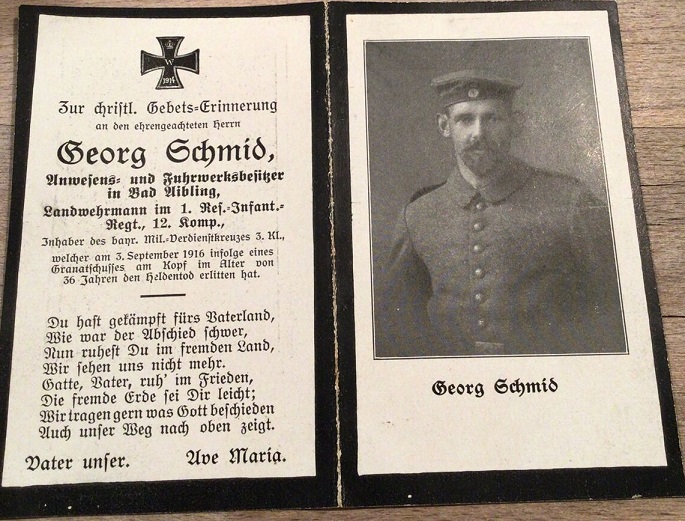 W
1914
Zur christl. Gebets=Erinnerung
an den ehrengeachteten Herrn
Georg Schmid,
Anwesens= und Fuhrwerksbesitzer
in Bad Aibling,
Landwehrmann im 1. Res.=Infant.=
Regt., 12. Komp.,
Inhaber des bayr. Mil.=Verdienstkreuzes 3. Kl.,
welcher am 3. September 1916 infolge eines
Granatschusses am Kopf im Alter von
36 Jahren den Heldentod erlitten hat.
Du hast gekämpft fürs Vaterland,
Wie war der Abschied schwer,
Nun ruhest Du im fremden Land,
Wir sehen uns nicht mehr.
Gatte, Vater, ruh' im Frieden,
Die fremde Erde sei Dir leicht;
Wir tragen gern was Gott beschieden
Auch unser Weg nach oben zeigt.
Vater unser. Ave Maria.
Georg Schmid